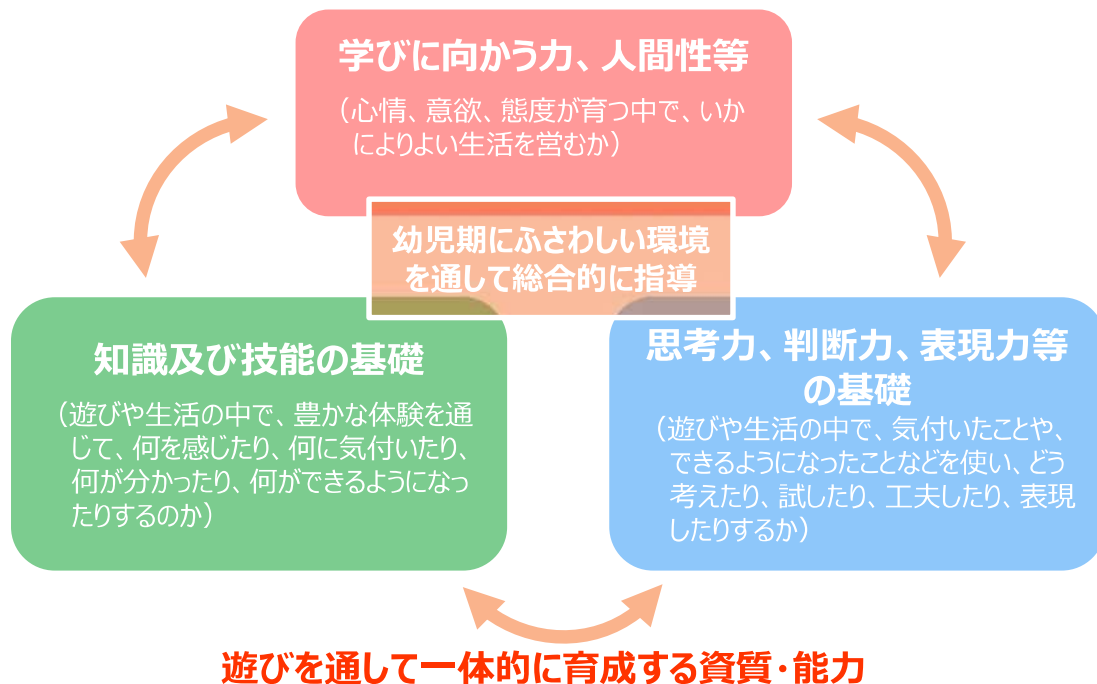 学びに向かう力、人間性等
（心情、意欲、態度が育つ中で、いか
によりよい生活を営むか）
幼児期にふさわしい環境
を通して総合的に指導
知識及び技能の基礎
（遊びや生活の中で、豊かな体験を通
じて、何を感じたり、何に気付いたり、
何が分かったり、何ができるようになっ
たりするのか）
思考力、判断力、表現力等
の基礎
（遊びや生活の中で、気付いたことや、
できるようになったことなどを使い、どう
考えたり、試したり、工夫したり、表現
したりするか）
遊びを通して一体的に育成する資質・能力